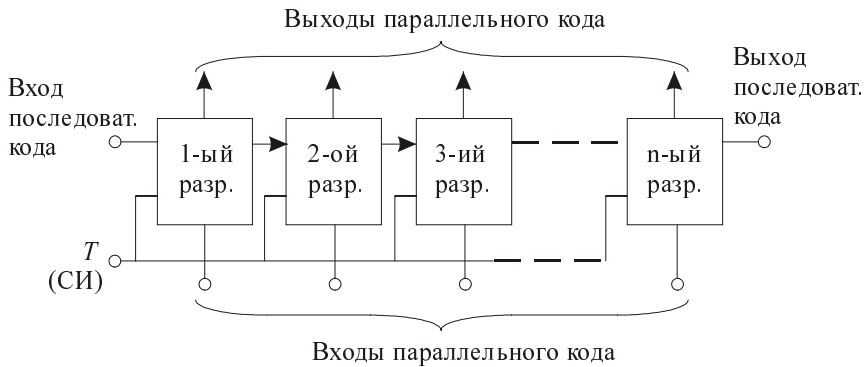 Выходы параллельного кода
Вход
последоват.
кода
Выход
последоват.
кода
1-ый
разр.
2-ой
разр.
3-ий
разр.
n-ый
разр.
T
(СИ)
Входы параллельного кода